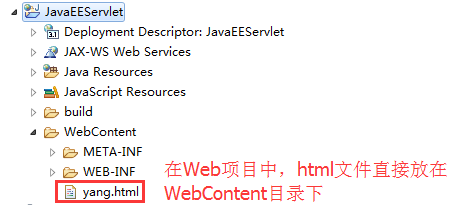 JavaEEServlet
Deployment Descriptor: JavaEEServlet
JAX-WS Web Services
Java Resources
JavaScript Resources
build
WebContent
META-INF
WEB-INF
yang.html
在Web项目中，html文件直接放在
WebContent目录下